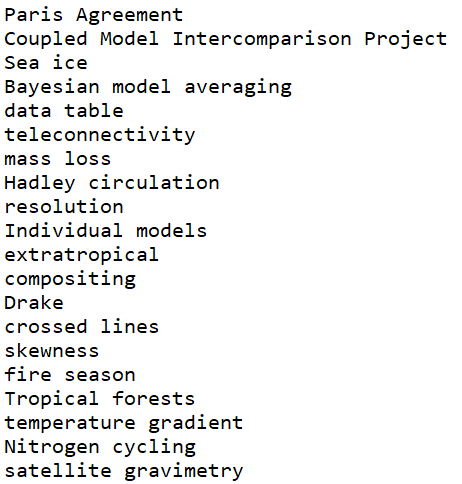 Paris Agreement
Coupled Model Intercomparison Project
Sea ice
Bayesian model averaging
data table
teleconnectivity
mass loss
Hadley circulation
resolution
Individual models
extratropical
compositing
Drake
crossed lines
skewness
fire season
Tropical forests
temperature gradient
Nitrogen cycling
satellite gravimetry